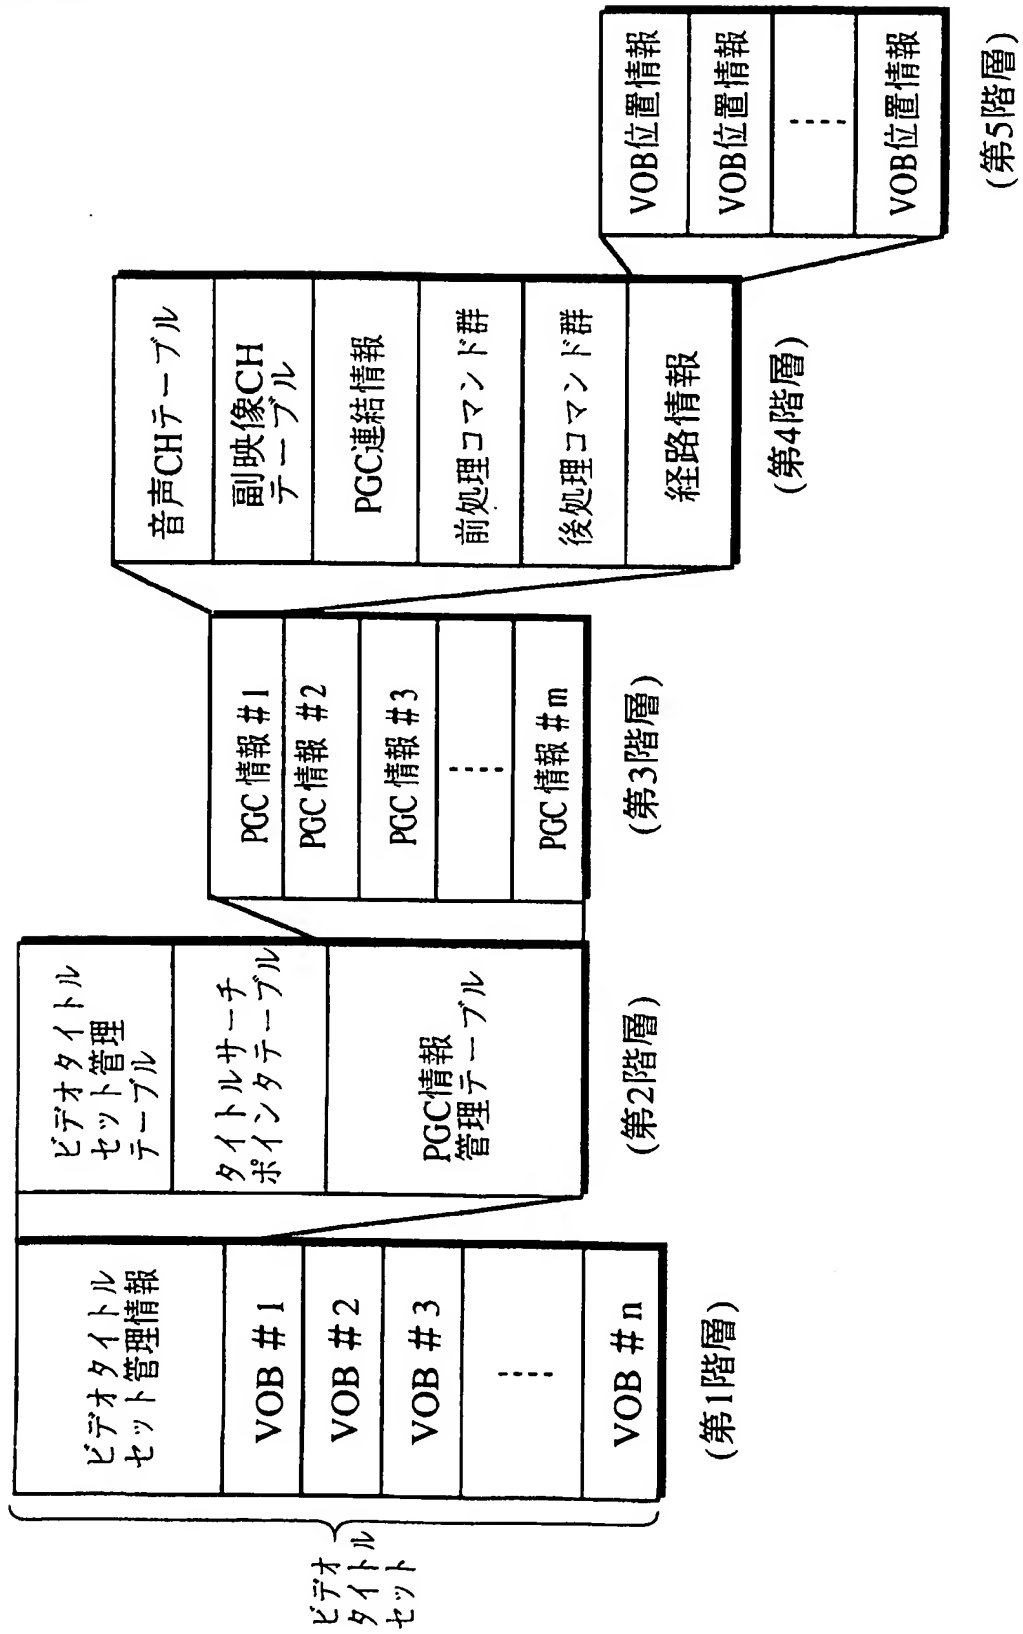 ビデオ
タイトル
セット
ビデオタイトル
セット管理情報
VOB #1
VOB #2
VOB #3
VOB #n
(第1階層)
ビデオタイトル
セット管理
テーブル
タイトルサーチ
ポインタテーブル
PGC情報
管理テーブル
(第2階層)
PGC情報 #1
PGC情報 #2
PGC情報 #3
PGC情報 #m
(第3階層)
音声CHテーブル
副映像CH
テーブル
PGC連結情報
前処理コマンド群
後処理コマンド群
経路情報
(第4階層)
VOB位置情報
VOB位置情報
VOB位置情報
(第5階層)